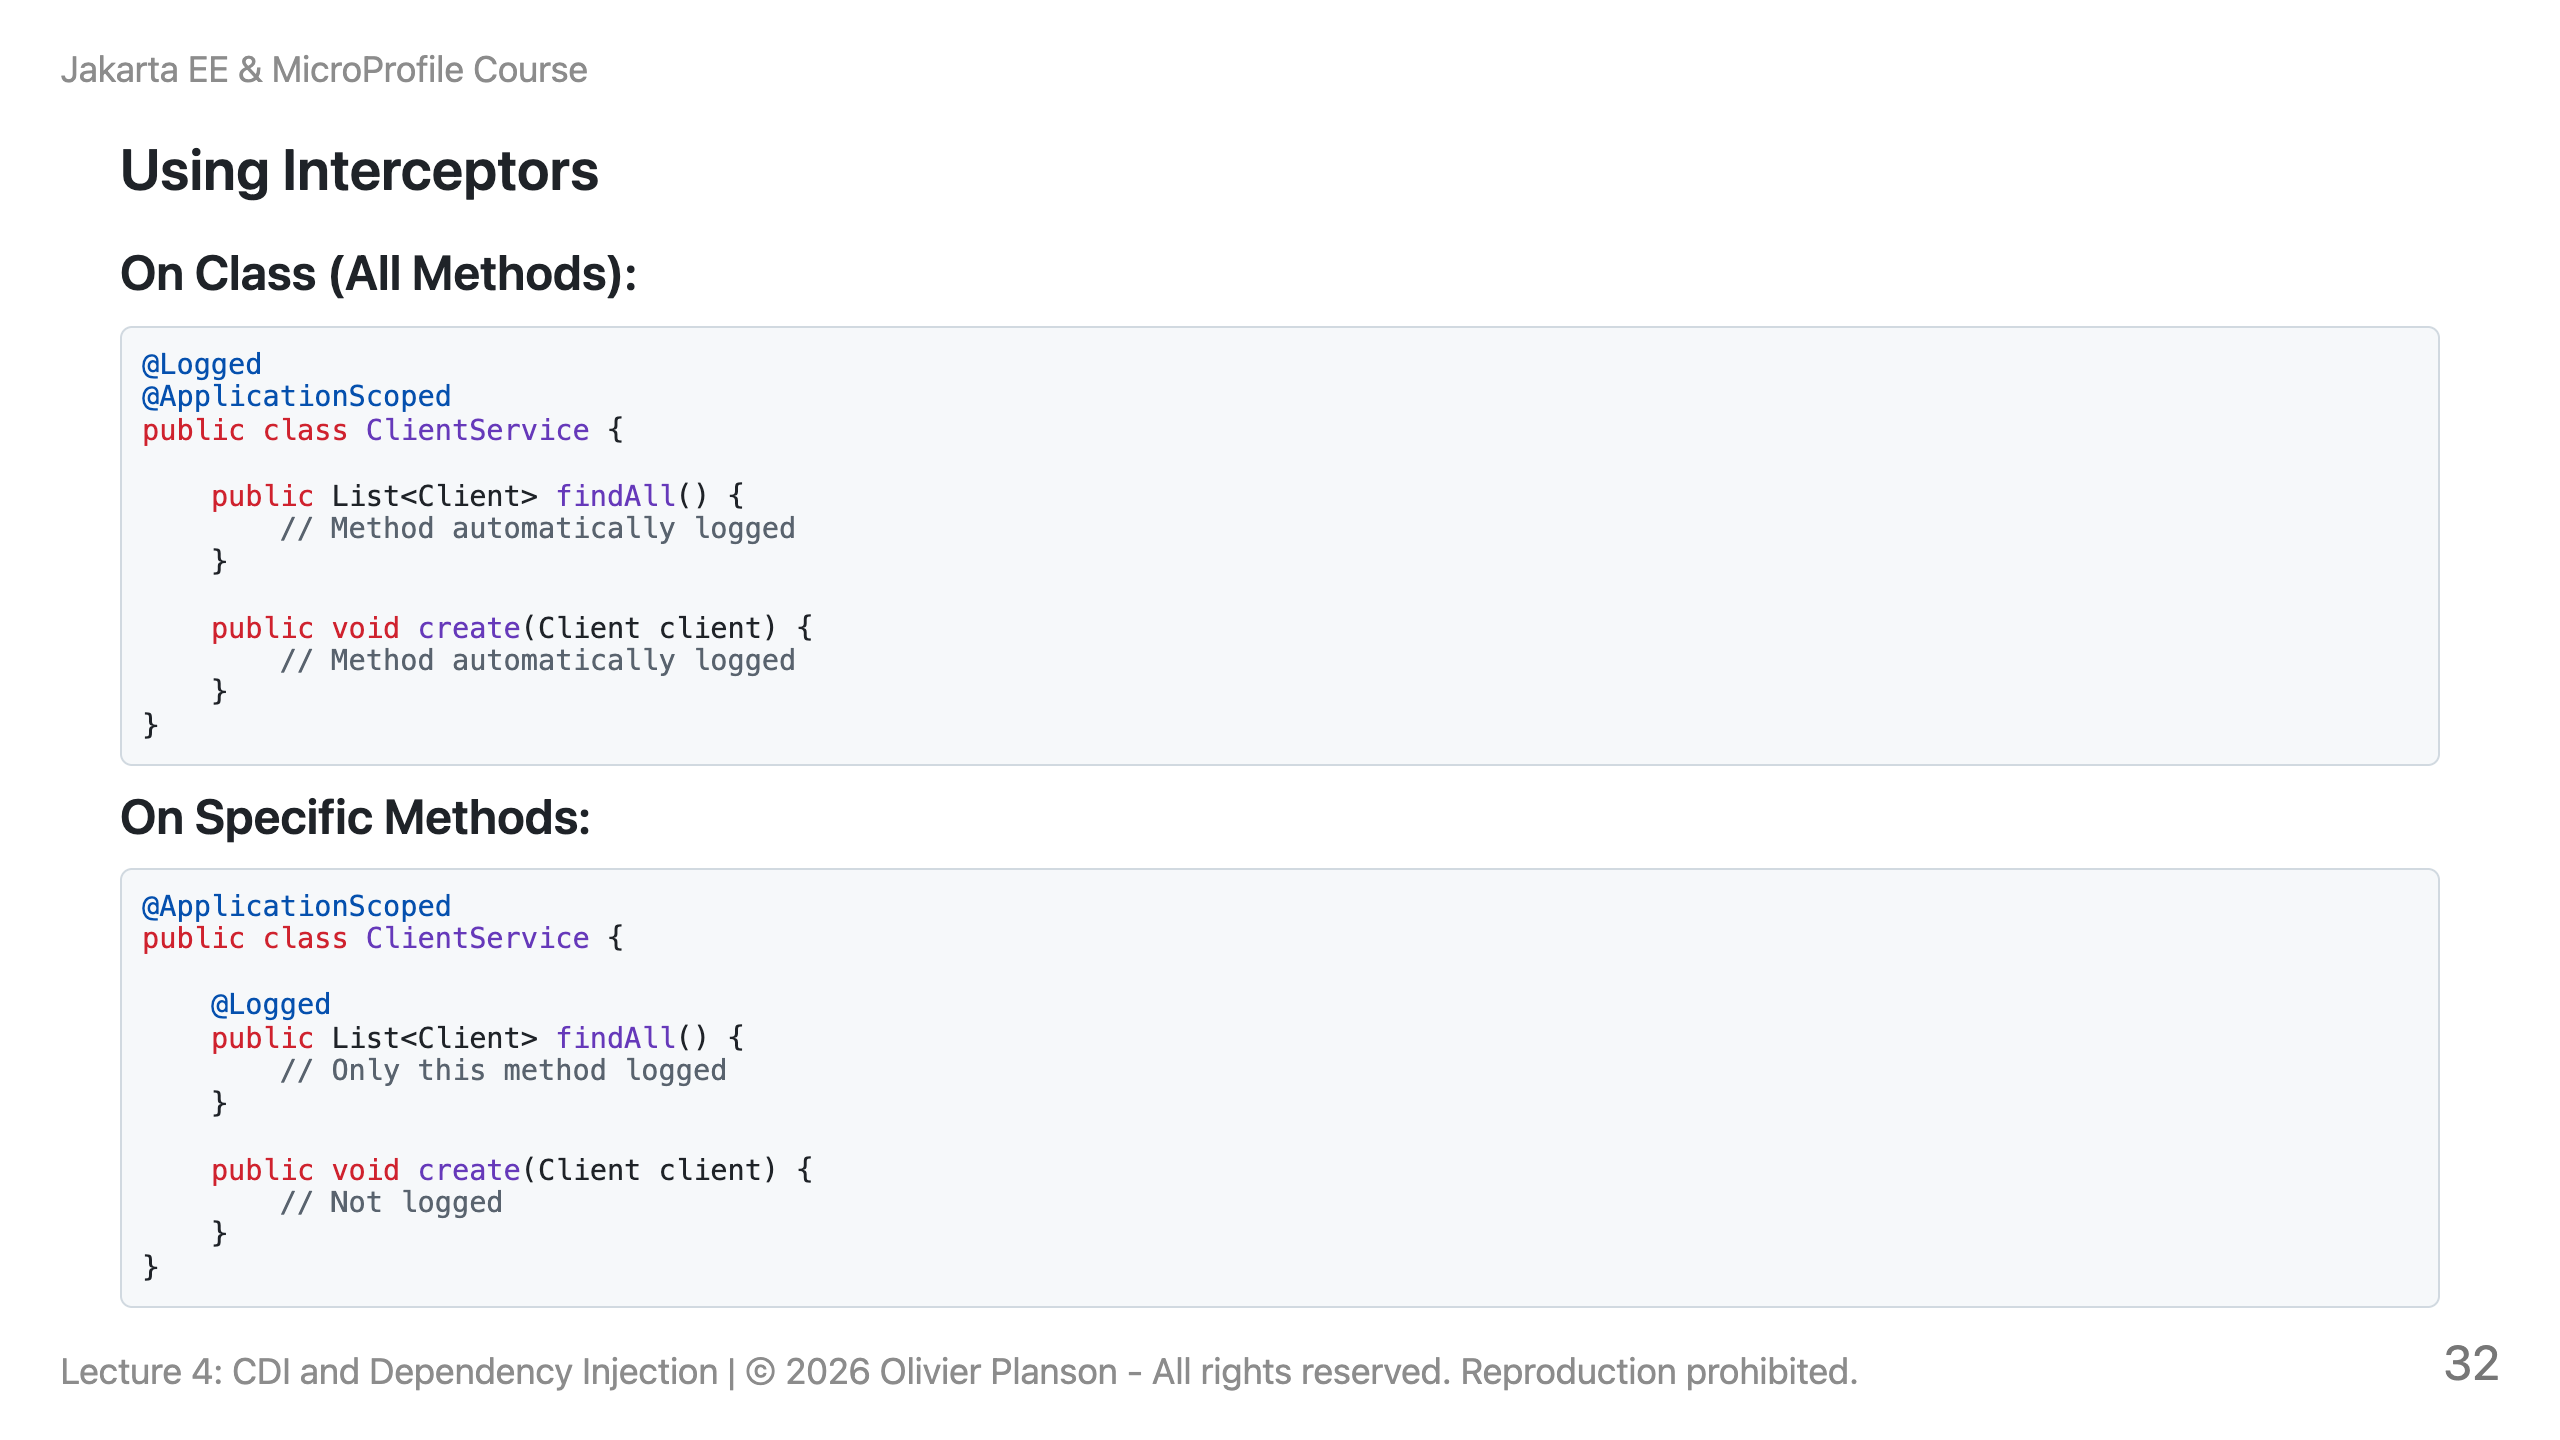 Jakarta EE & MicroProfile Course
Using Interceptors
On Class (All Methods):
@Logged
@ApplicationScoped
public class ClientService {
    public List<Client> findAll() {
        // Method automatically logged
    }
    public void create(Client client) {
        // Method automatically logged
    }
}
On Specific Methods:
@ApplicationScoped
public class ClientService {
    @Logged
    public List<Client> findAll() {
        // Only this method logged
    }
    public void create(Client client) {
        // Not logged
    }
}
Lecture 4: CDI and Dependency Injection | © 2026 Olivier Planson - All rights reserved. Reproduction prohibited.
32